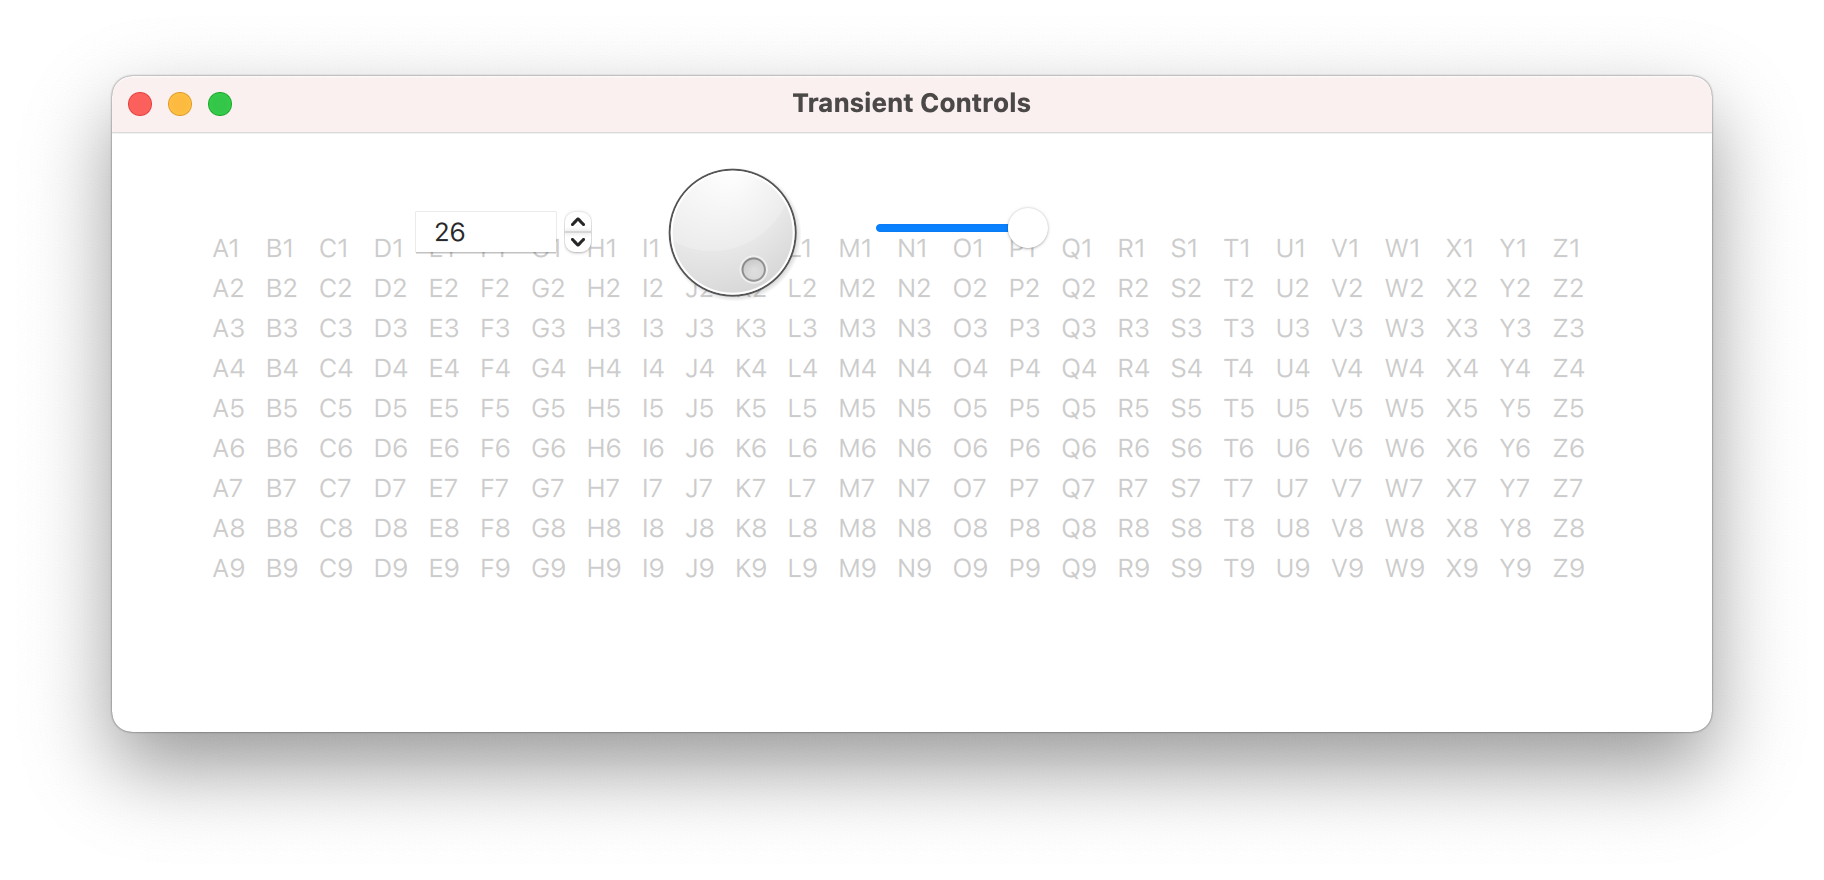 Transient Controls
26
A1 B1 C1 D1 H1 I1 M1 N1 O1 Q1 R1 S1 T1 U1 V1 W1 X1 Y1 Z1
A2 B2 C2 D2 E2 F2 G2 H2 I2 J2 K2 L2 M2 N2 O2 P2 Q2 R2 S2 T2 U2 V2 W2 X2 Y2 Z2
A3 B3 C3 D3 E3 F3 G3 H3 I3 J3 K3 L3 M3 N3 O3 P3 Q3 R3 S3 T3 U3 V3 W3 X3 Y3 Z3
A4 B4 C4 D4 E4 F4 G4 H4 I4 J4 K4 L4 M4 N4 O4 P4 Q4 R4 S4 T4 U4 V4 W4 X4 Y4 Z4
A5 B5 C5 D5 E5 F5 G5 H5 I5 J5 K5 L5 M5 N5 O5 P5 Q5 R5 S5 T5 U5 V5 W5 X5 Y5 Z5
A6 B6 C6 D6 E6 F6 G6 H6 I6 J6 K6 L6 M6 N6 O6 P6 Q6 R6 S6 T6 U6 V6 W6 X6 Y6 Z6
A7 B7 C7 D7 E7 F7 G7 H7 I7 J7 K7 L7 M7 N7 O7 P7 Q7 R7 S7 T7 U7 V7 W7 X7 Y7 Z7
A8 B8 C8 D8 E8 F8 G8 H8 I8 J8 K8 L8 M8 N8 O8 P8 Q8 R8 S8 T8 U8 V8 W8 X8 Y8 Z8
A9 B9 C9 D9 E9 F9 G9 H9 I9 J9 K9 L9 M9 N9 O9 P9 Q9 R9 S9 T9 U9 V9 W9 X9 Y9 Z9